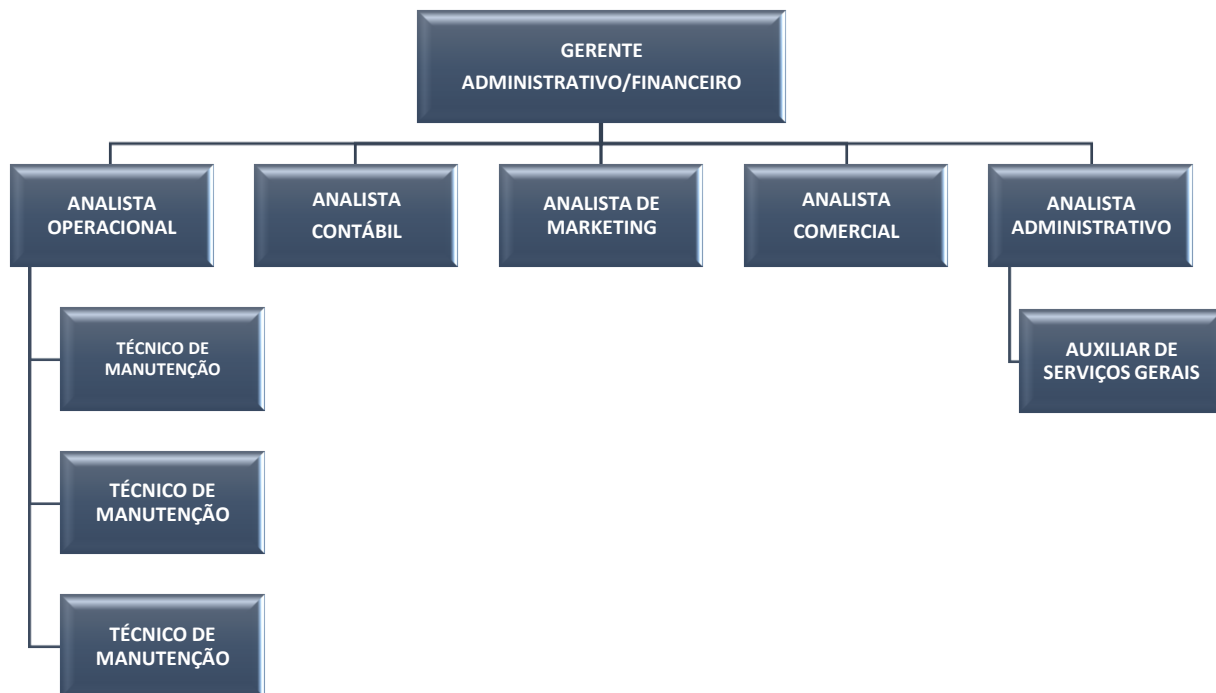 GERENTE
ADMINISTRATIVO/FINANCEIRO
ANALISTA
OPERACIONAL
ANALISTA
CONTÁBIL
ANALISTA DE
MARKETING
ANALISTA
COMERCIAL
ANALISTA
ADMINISTRATIVO
TÉCNICO DE
MANUTENÇÃO
AUXILIAR DE
SERVIÇOS GERAIS
TÉCNICO DE
MANUTENÇÃO
TÉCNICO DE
MANUTENÇÃO